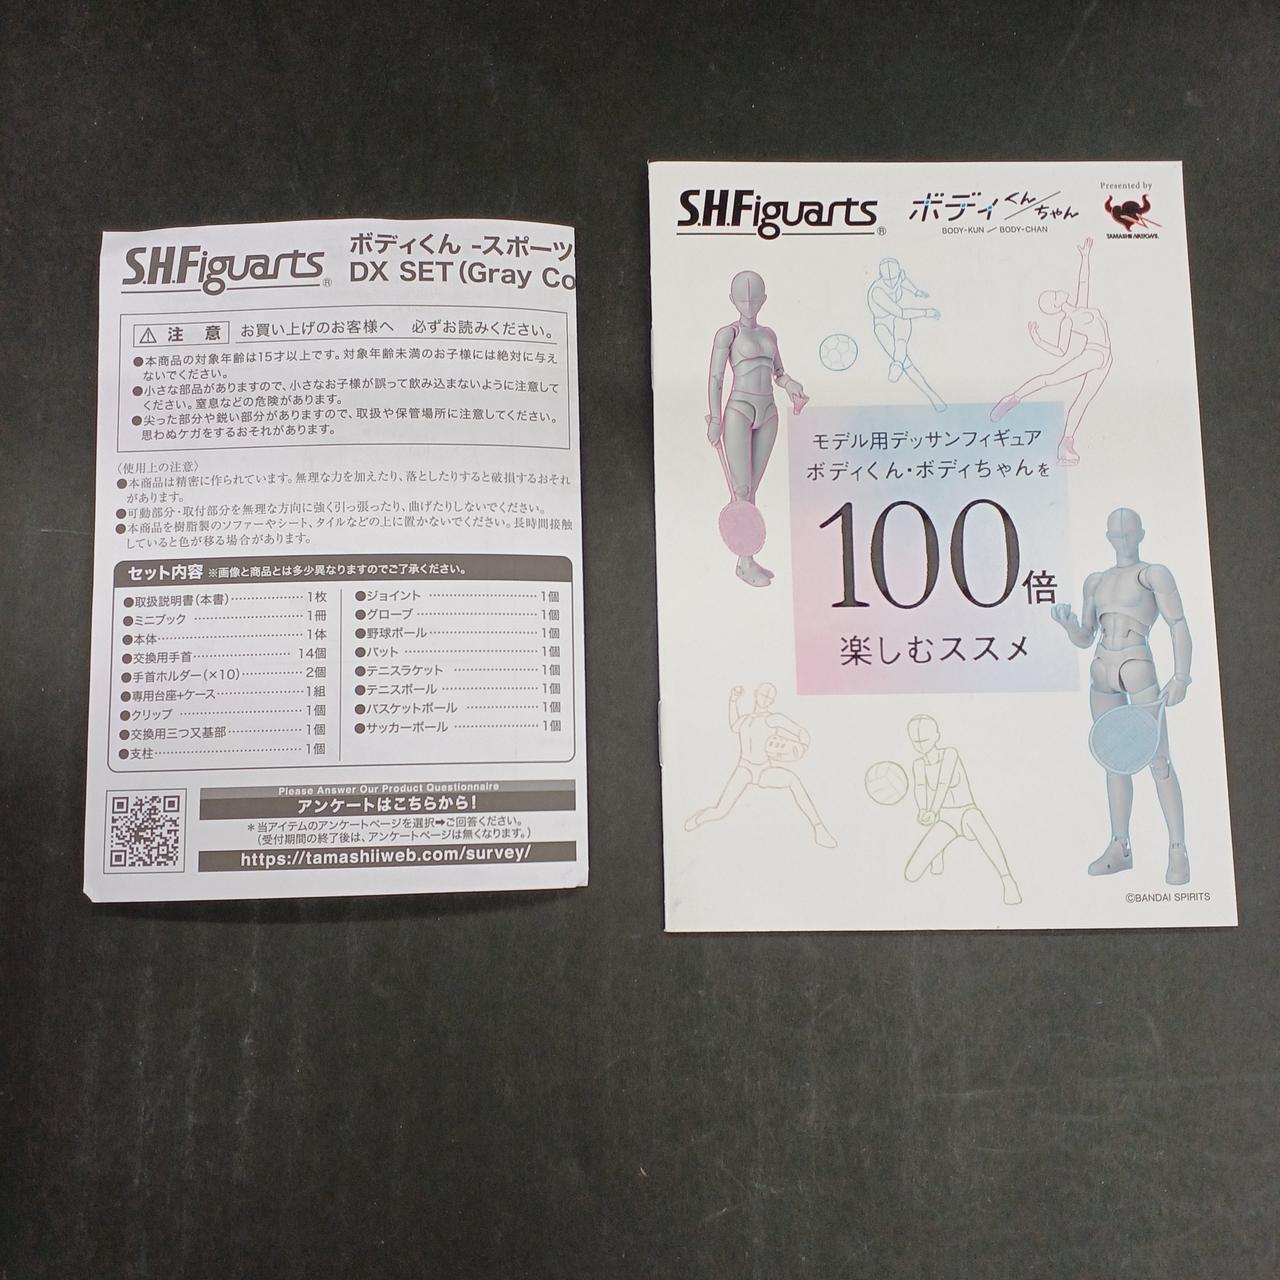 S.H.Figuarts®
ボディくん -スポーツ
DX SET(Gray Co
注 意 お買い上げのお客様へ 必ずお読みください。
●本商品の対象年齢は15才以上です。対象年齢未満のお子様には絶対に与え
ないでください。
●小さな部品がありますので、小さなお子様が誤って飲み込まないように注意して
ください。窒息などの危険があります。
●尖った部分や鋭い部分がありますので、取扱や保管場所に注意してください。
思わぬケガをするおそれがあります。
〈使用上の注意〉
●本商品は精密に作られています。無理な力を加えたり、落としたりすると破損するおそれ
があります。
●可動部分・取付部分を無理な方向に強く引っ張ったり、曲げたりしないでください。
●本商品を樹脂製のソファーやシート、タイルなどの上に置かないでください。長時間接触
していると色が移る場合があります。
セット内容 ※画像と商品とは多少異なりますのでご了承ください。
●取扱説明書(本書)………………1枚
●ミニブック………………1冊
●本体………………1体
●交換用手首………………14個
●手首ホルダー(×10)………………2個
●専用台座+ケース………………1組
●クリップ………………1個
●交換用三つ又基部………………1個
●支柱………………1個
●ジョイント………………1個
●グローブ………………1個
●野球ボール………………1個
●バット………………1個
●テニスラケット………………1個
●テニスボール………………1個
●バスケットボール………………1個
●サッカーボール………………1個
Please Answer Our Product Questionnaire
アンケートはこちらから!
*当アイテムのアンケートページを選択➡ご回答ください。
(受付期間の終了後は、アンケートページは無くなります。)
https://tamashiiweb.com/survey/
S.H.Figuarts®
ボディくん/ちゃん
BODY-KUN / BODY-CHAN
Presented by
TAMASHII NATIONS
モデル用デッサンフィギュア
ボディくん・ボディちゃんを
100倍
楽しむススメ
©BANDAI SPIRITS